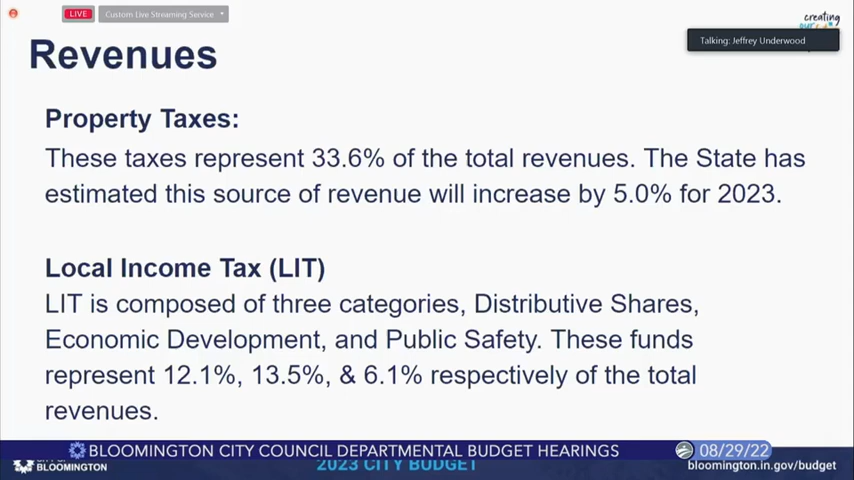 LIVE
Custom Live Streaming Service
creating
Talking: Jeffrey Underwood
Revenues
Property Taxes:
These taxes represent 33.6% of the total revenues. The State has
estimated this source of revenue will increase by 5.0% for 2023.
Local Income Tax (LIT)
LIT is composed of three categories, Distributive Shares,
Economic Development, and Public Safety. These funds
represent 12.1%, 13.5%, & 6.1% respectively of the total
revenues.
BLOOMINGTON CITY COUNCIL DEPARTMENTAL BUDGET HEARINGS
08/29/22
BLOOMINGTON
2023 CITY BUDGET
bloomington.in.gov/budget